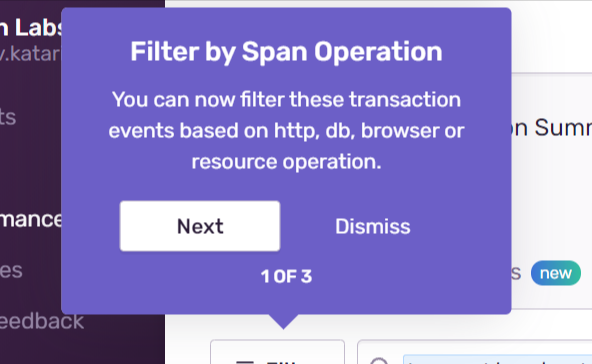 n Labs
v.katar
ts
mance
es
eedback
Filter by Span Operation
You can now filter these transaction
events based on http, db, browser or
resource operation.
Next Dismiss
1 OF 3
on Summ
s new